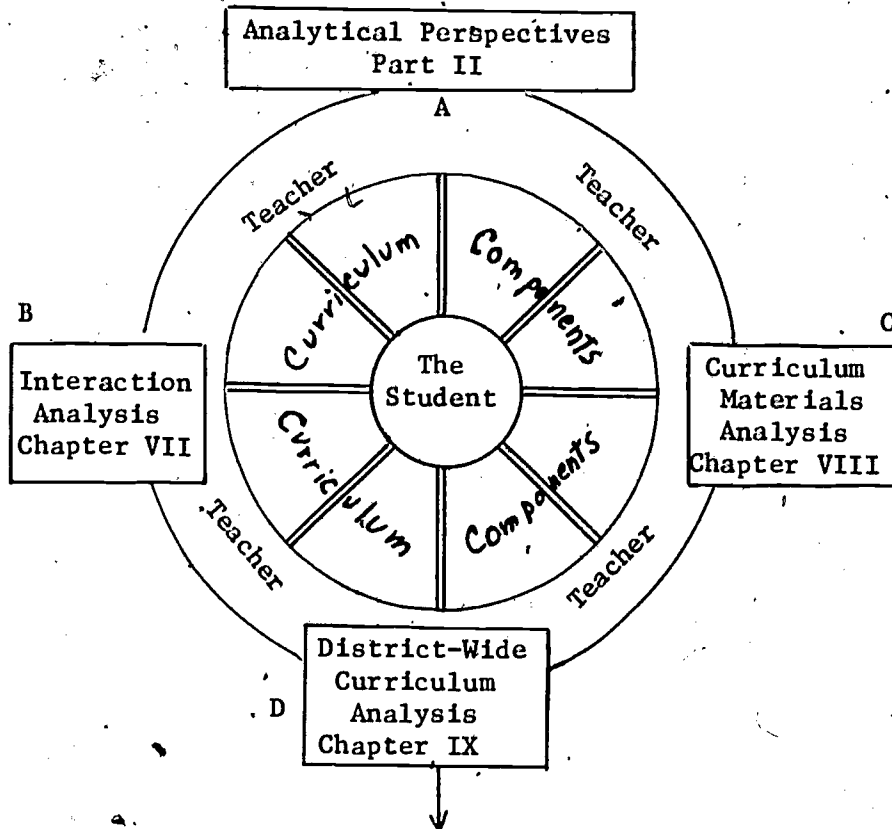 Analytical Perspectives
Part II
A
Teacher
Teacher
Curriculum
Components
B
C
Interaction
Analysis
Chapter VII
The
Student
Curriculum
Materials
Analysis
Chapter VIII
Curriculum
Components
Teacher
Teacher
D
District-Wide
Curriculum
Analysis
Chapter IX